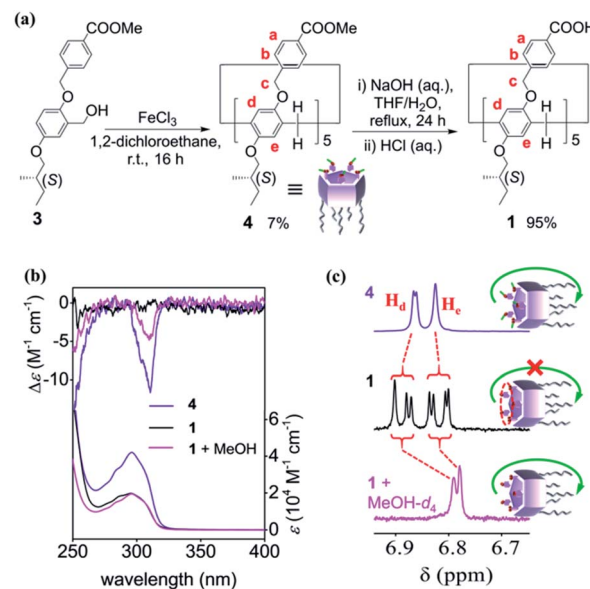 (a)
COOMe
O
OH
O
(S)
3
FeCl3
1,2-dichloroethane,
r.t., 16 h
COOMe
a
b
c
O
d
H
H
5
e
O
(S)
4 7%
≡
i) NaOH (aq.),
THF/H2O,
reflux, 24 h
ii) HCl (aq.)
COOH
a
b
c
O
d
H
H
5
e
O
(S)
1 95%
(b)
0
-5
-10
Δε (M-1 cm-1)
4
1
1 + MeOH
6
4
2
0
ε (10⁴ M-1 cm-1)
250 300 350 400
wavelength (nm)
(c)
4
Hd
He
1
1 +
MeOH-d4
6.9 6.8 6.7
δ (ppm)